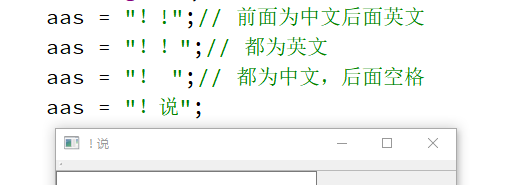 aas = "！!";// 前面为中文后面英文
aas = "! ! ";// 都为英文
aas = "！  ";// 都为中文，后面空格
aas = "！说";
！说